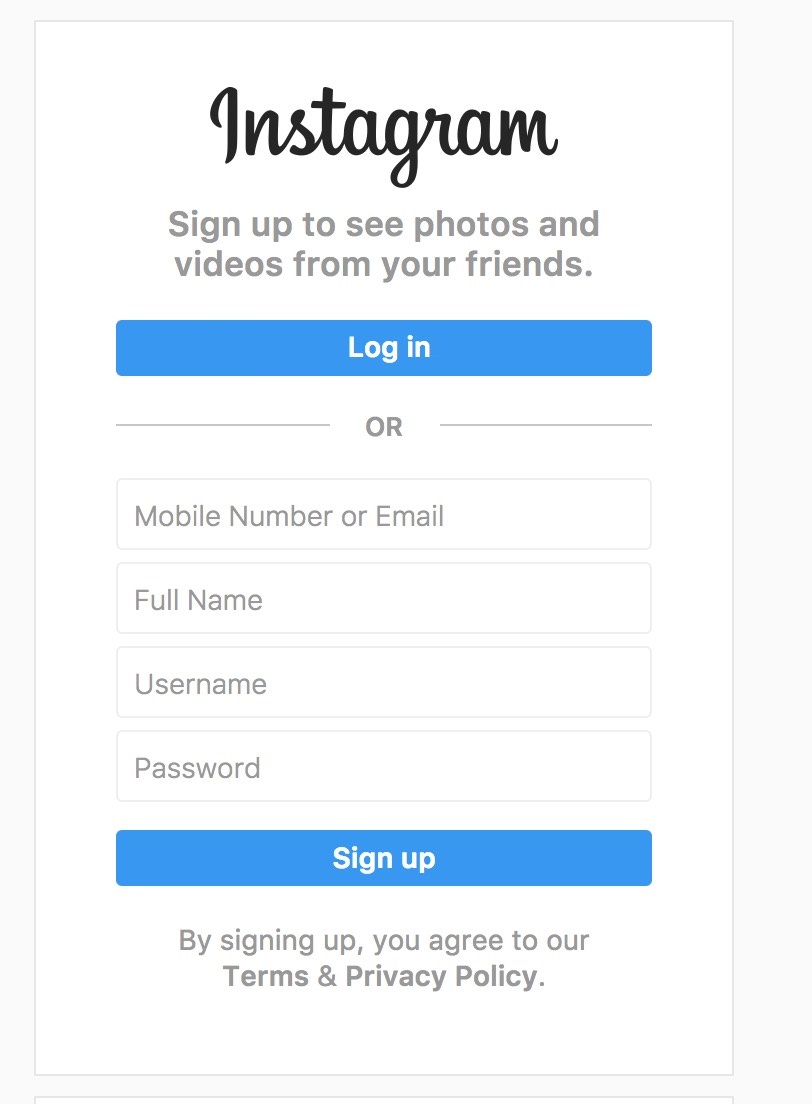 Instagram
Sign up to see photos and
videos from your friends.
Log in
OR
Mobile Number or Email
Full Name
Username
Password
Sign up
By signing up, you agree to our
Terms & Privacy Policy.